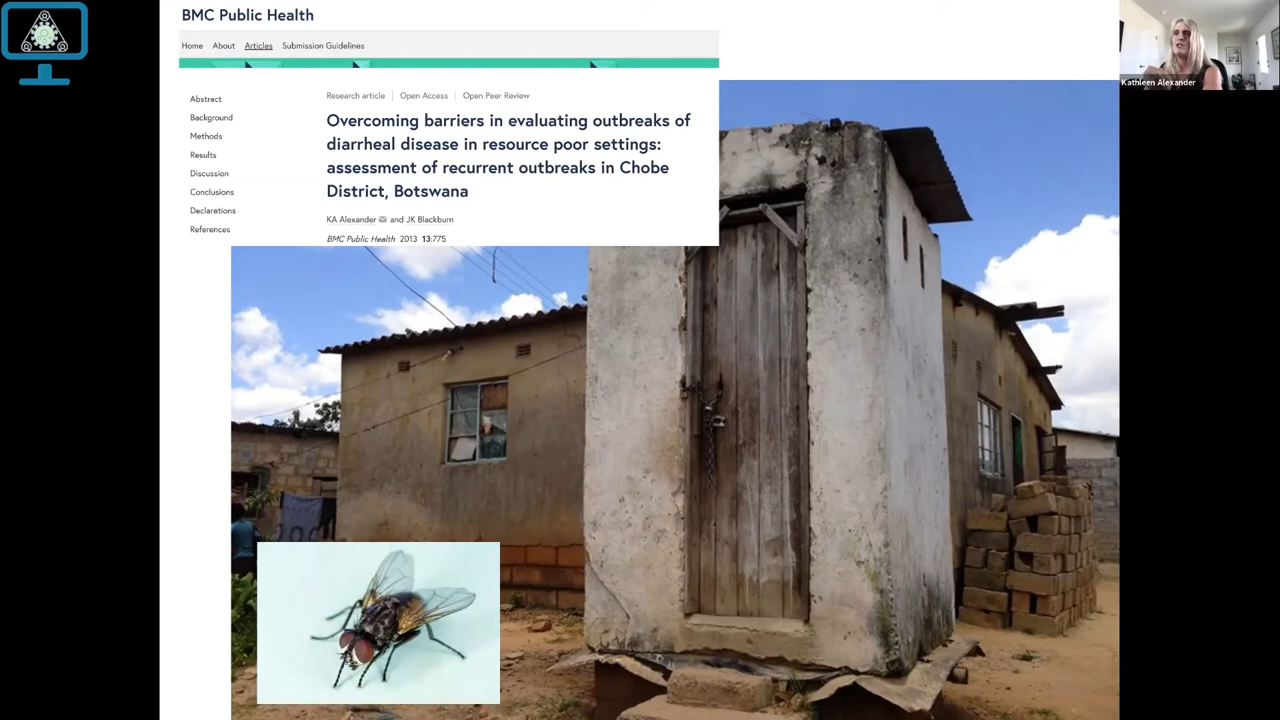 BMC Public Health
Home About Articles Submission Guidelines
Abstract
Background
Methods
Results
Discussion
Conclusions
Declarations
References
Research article Open Access Open Peer Review
Overcoming barriers in evaluating outbreaks of
diarrheal disease in resource poor settings:
assessment of recurrent outbreaks in Chobe
District, Botswana
KA Alexander and JK Blackburn
BMC Public Health 2013 13:775
Kathleen Alexander